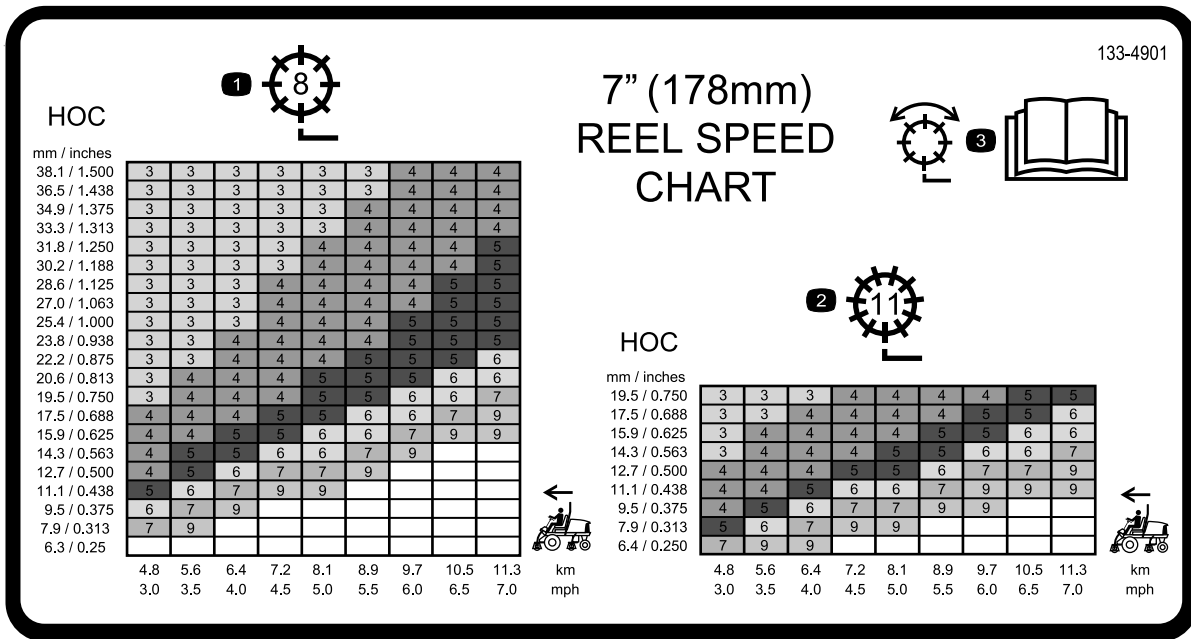 133-4901
7” (178mm)
REEL SPEED
CHART
1
8
3
HOC
mm / inches
38.1 / 1.500 3 3 3 3 3 3 4 4 4
36.5 / 1.438 3 3 3 3 3 3 4 4 4
34.9 / 1.375 3 3 3 3 3 4 4 4 4
33.3 / 1.313 3 3 3 3 3 4 4 4 4
31.8 / 1.250 3 3 3 3 4 4 4 4 5
30.2 / 1.188 3 3 3 3 4 4 4 4 5
28.6 / 1.125 3 3 3 4 4 4 4 5 5
27.0 / 1.063 3 3 3 4 4 4 4 5 5
25.4 / 1.000 3 3 3 4 4 4 5 5 5
23.8 / 0.938 3 3 4 4 4 4 5 5 5
22.2 / 0.875 3 3 4 4 4 5 5 5 6
20.6 / 0.813 3 4 4 4 5 5 5 6 6
19.5 / 0.750 3 4 4 4 5 5 6 6 7
17.5 / 0.688 4 4 4 5 5 6 6 7 9
15.9 / 0.625 4 4 5 5 6 6 7 9 9
14.3 / 0.563 4 5 5 6 6 7 9
12.7 / 0.500 4 5 6 7 7 9
11.1 / 0.438 5 6 7 9 9
9.5 / 0.375 6 7 9
7.9 / 0.313 7 9
6.3 / 0.25
4.8 5.6 6.4 7.2 8.1 8.9 9.7 10.5 11.3 km
3.0 3.5 4.0 4.5 5.0 5.5 6.0 6.5 7.0 mph
2
11
HOC
mm / inches
19.5 / 0.750 3 3 3 4 4 4 4 5 5
17.5 / 0.688 3 3 4 4 4 4 5 5 6
15.9 / 0.625 3 4 4 4 4 5 5 6 6
14.3 / 0.563 3 4 4 4 5 5 6 6 7
12.7 / 0.500 4 4 4 5 5 6 7 7 9
11.1 / 0.438 4 4 5 6 6 7 9 9 9
9.5 / 0.375 4 5 6 7 7 9 9
7.9 / 0.313 5 6 7 9 9
6.4 / 0.250 7 9 9
4.8 5.6 6.4 7.2 8.1 8.9 9.7 10.5 11.3 km
3.0 3.5 4.0 4.5 5.0 5.5 6.0 6.5 7.0 mph